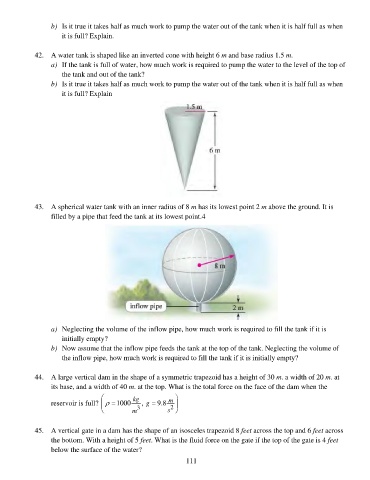 b) Is it true it takes half as much work to pump the water out of the tank when it is half full as when
it is full? Explain.
42. A water tank is shaped like an inverted cone with height 6 m and base radius 1.5 m.
a) If the tank is full of water, how much work is required to pump the water to the level of the top of
the tank and out of the tank?
b) Is it true it takes half as much work to pump the water out of the tank when it is half full as when
it is full? Explain
1.5 m
6 m
43. A spherical water tank with an inner radius of 8 m has its lowest point 2 m above the ground. It is
filled by a pipe that feed the tank at its lowest point.4
8 m
inflow pipe
2 m
a) Neglecting the volume of the inflow pipe, how much work is required to fill the tank if it is
initially empty?
b) Now assume that the inflow pipe feeds the tank at the top of the tank. Neglecting the volume of
the inflow pipe, how much work is required to fill the tank if it is initially empty?
44. A large vertical dam in the shape of a symmetric trapezoid has a height of 30 m. a width of 20 m. at
its base, and a width of 40 m. at the top. What is the total force on the face of the dam when the
reservoir is full? (ρ = 1000 kg/m³, g = 9.8 m/s²)
45. A vertical gate in a dam has the shape of an isosceles trapezoid 8 feet across the top and 6 feet across
the bottom. With a height of 5 feet. What is the fluid force on the gate if the top of the gate is 4 feet
below the surface of the water?
111